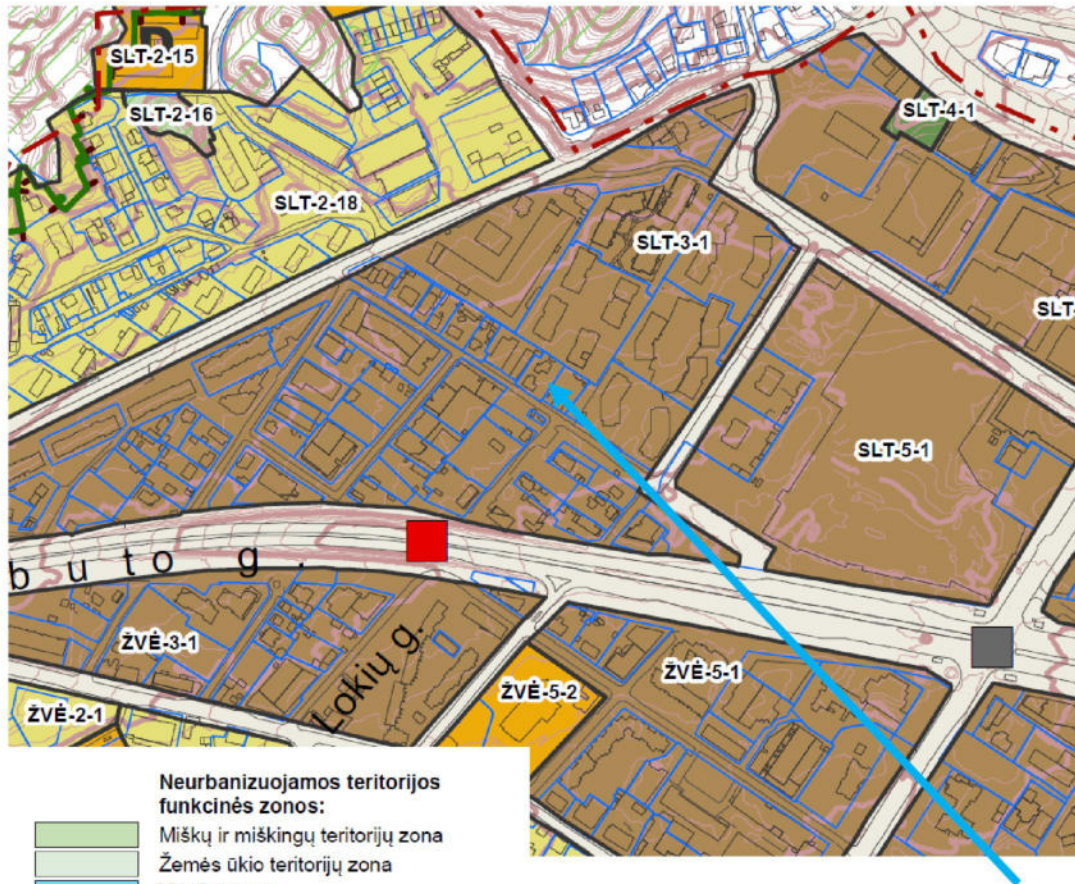 SLT-2-15
SLT-2-16
SLT-4-1
SLT-2-18
SLT-3-1
SLT-
SLT-5-1
b u t o g .
ŽVĖ-3-1
Lokių g.
ŽVĖ-5-2
ŽVĖ-5-1
ŽVĖ-2-1
Neurbanizuojamos teritorijos
funkcinės zonos:
Miškų ir miškingų teritorijų zona
Žemės ūkio teritorijų zona